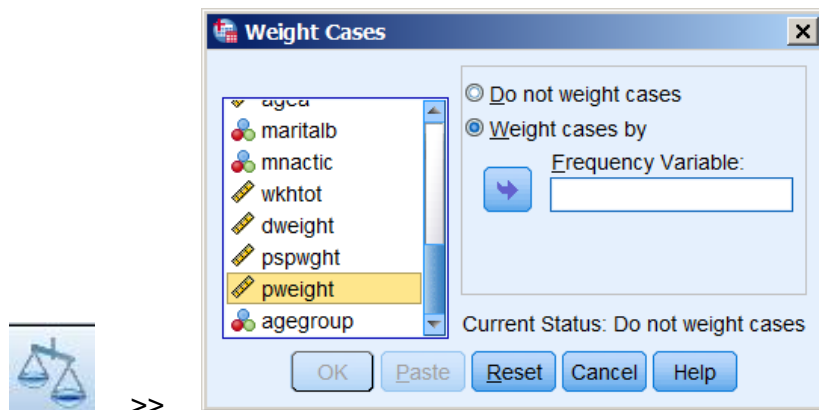 Weight Cases
agea
maritalb
mnactic
wkhtot
dweight
pspwght
pweight
agegroup
Do not weight cases
Weight cases by
Frequency Variable:
Current Status: Do not weight cases
OK Paste Reset Cancel Help
>>